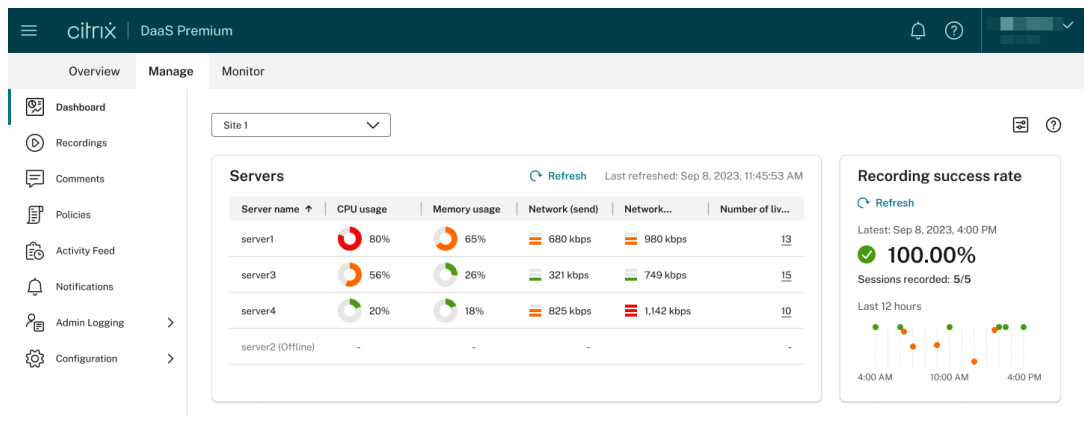 citrix DaaS Premium
Overview Manage Monitor
Dashboard
Recordings
Comments
Policies
Activity Feed
Notifications
Admin Logging
Configuration
Site 1
Servers Refresh Last refreshed: Sep 8, 2023, 11:45:53 AM
Server name CPU usage Memory usage Network (send) Network... Number of liv...
server1 80% 65% 680 kbps 980 kbps 13
server3 56% 26% 321 kbps 749 kbps 15
server4 20% 18% 825 kbps 1,142 kbps 10
server2 (Offline) - - - -
Recording success rate
Refresh
Latest: Sep 8, 2023, 4:00 PM
100.00%
Sessions recorded: 5/5
Last 12 hours
4:00 AM 10:00 AM 4:00 PM